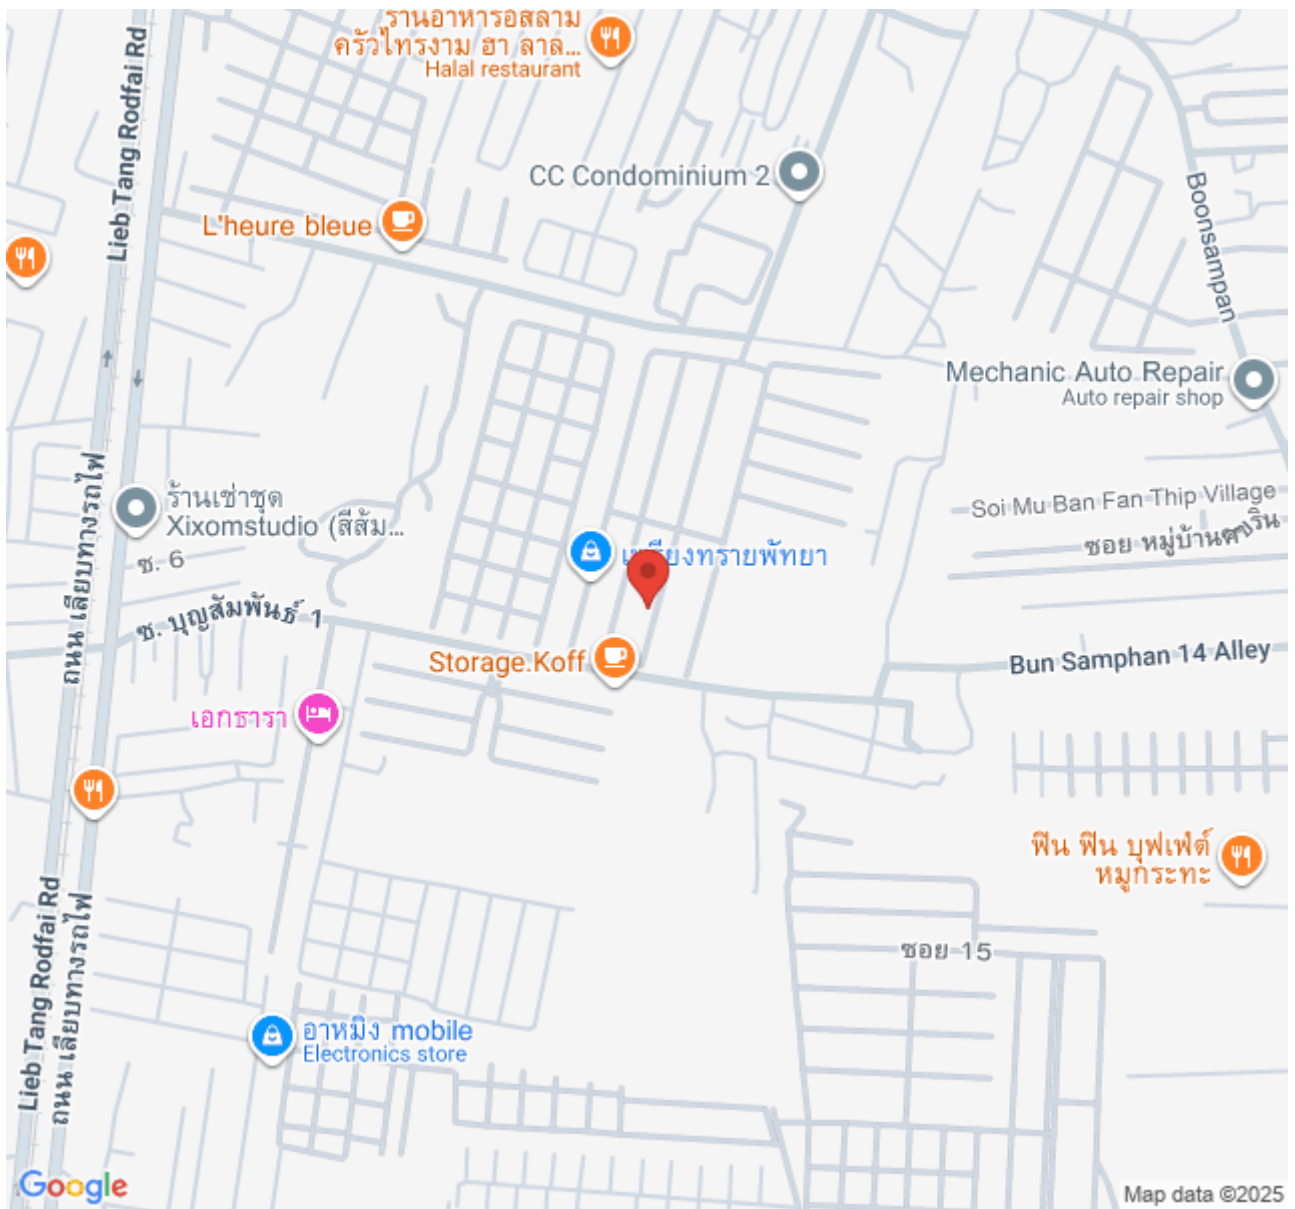 ร้านอาหารอิสลาม
ครัวไทรงาม ฮา ลาล...
Halal restaurant
Lieb Tang Rodfai Rd
CC Condominium 2
L'heure bleue
Boonsampan
Mechanic Auto Repair
Auto repair shop
ร้านเช่าชุด
Xixomstudio (สีส้ม...
Soi Mu Ban Fan Thip Village
ซอย หมู่บ้าน
ซ. 6
ถนน เลียบทางรถไฟ
ซ. บุญสัมพันธ์ 1
Storage.Koff
Bun Samphan 14 Alley
เอกธารา
ฟิน ฟิน บุฟเฟ่ต์
หมูกระทะ
ซอย 15
Lieb Tang Rodfai Rd
ถนน เลียบทางรถไฟ
อาหมิง mobile
Electronics store
Google
Map data ©2025